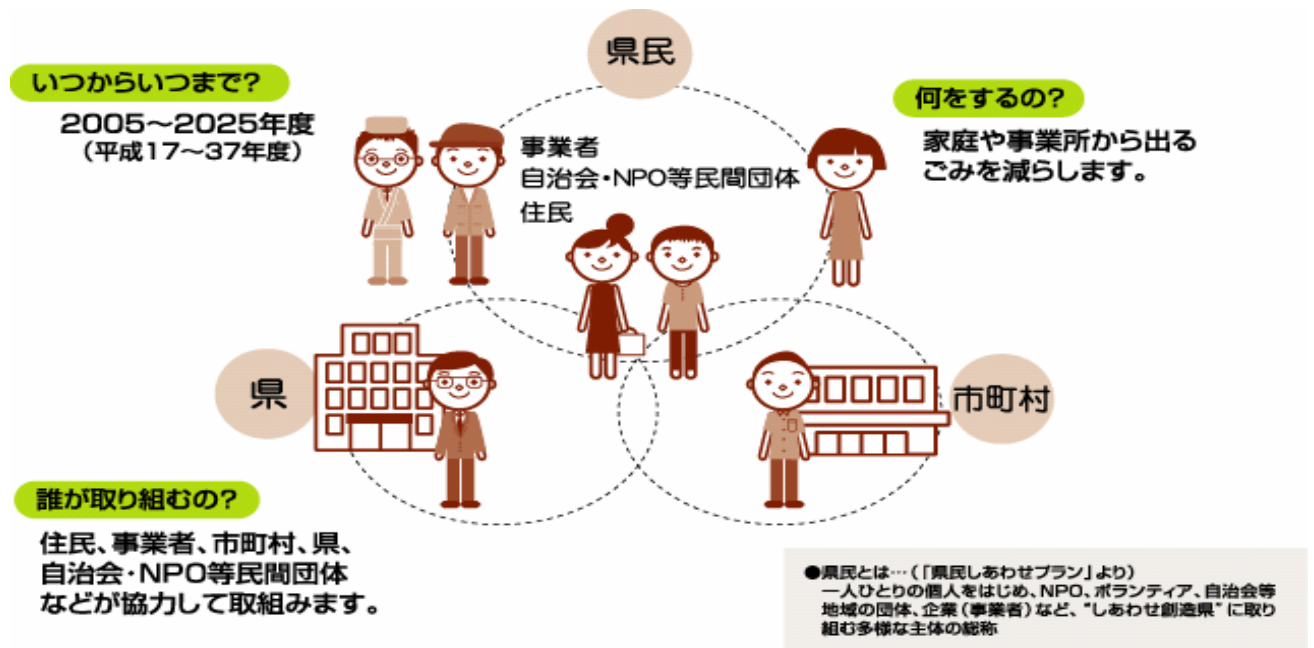 県民
いつからいつまで?
2005～2025年度
(平成17～37年度)
何をするの?
家庭や事業所から出る
ごみを減らします。
事業者
自治会・NPO等民間団体
住民
県
市町村
誰が取り組むの?
住民、事業者、市町村、県、
自治会・NPO等民間団体
などが協力して取組みます。
●県民とは…(「県民しあわせプラン」より)
一人ひとりの個人をはじめ、NPO、ボランティア、自治会等
地域の団体、企業(事業者)など、“しあわせ創造県”に取り
組む多様な主体の総称